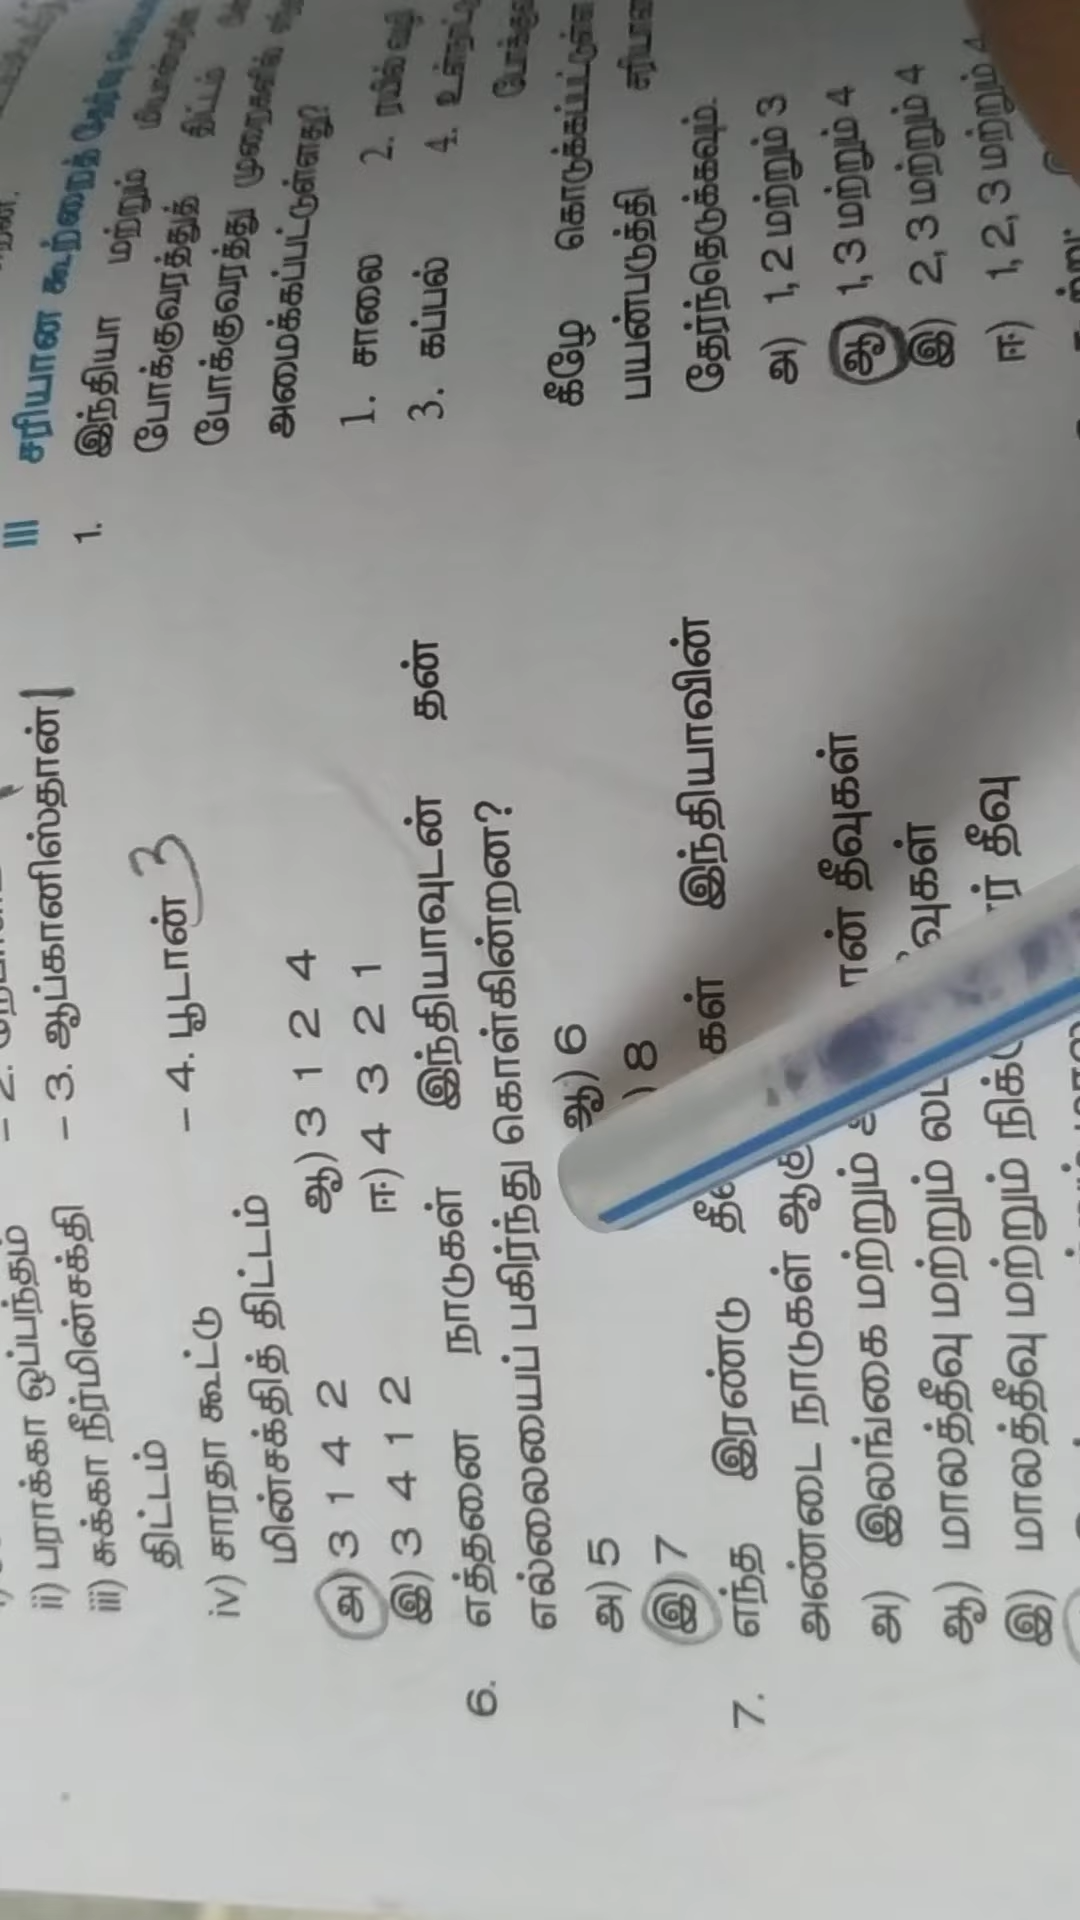 ii) பராக்கா ஒப்பந்தம் – 2.
iii) சுக்கா நீர்மின்சக்தி – 3. ஆப்கானிஸ்தான்
திட்டம்
iv) சாரதா கூட்டு – 4. பூடான் 3
மின்சக்தித் திட்டம்
அ) 3 1 4 2 ஆ) 3 1 2 4
இ) 3 4 1 2 ஈ) 4 3 2 1
6. எத்தனை நாடுகள் இந்தியாவுடன் தன்
எல்லையைப் பகிர்ந்து கொள்கின்றன?
அ) 5 ஆ) 6
இ) 7 ) 8
7. எந்த இரண்டு கள் இந்தியாவின்
அண்டை நாடுகள்
அ) இலங்கை மற்றும் தீவுகள்
ஆ) மாலத்தீவு மற்றும்
இ) மாலத்தீவு மற்றும் தீவு
III சரியான கூற்றைத்
1. இந்தியா மற்றும்
போக்குவரத்துத் திட்டம்
போக்குவரத்து முறைகளில்
அமைக்கப்பட்டுள்ளது?
1. சாலை 2. ரயில் வழி
3. கப்பல் 4.
கீழே கொடுக்கப்பட்டுள்ள
பயன்படுத்தி
தேர்ந்தெடுக்கவும்.
அ) 1, 2 மற்றும் 3
ஆ) 1, 3 மற்றும் 4
இ) 2, 3 மற்றும் 4
ஈ) 1, 2, 3 மற்றும் 4